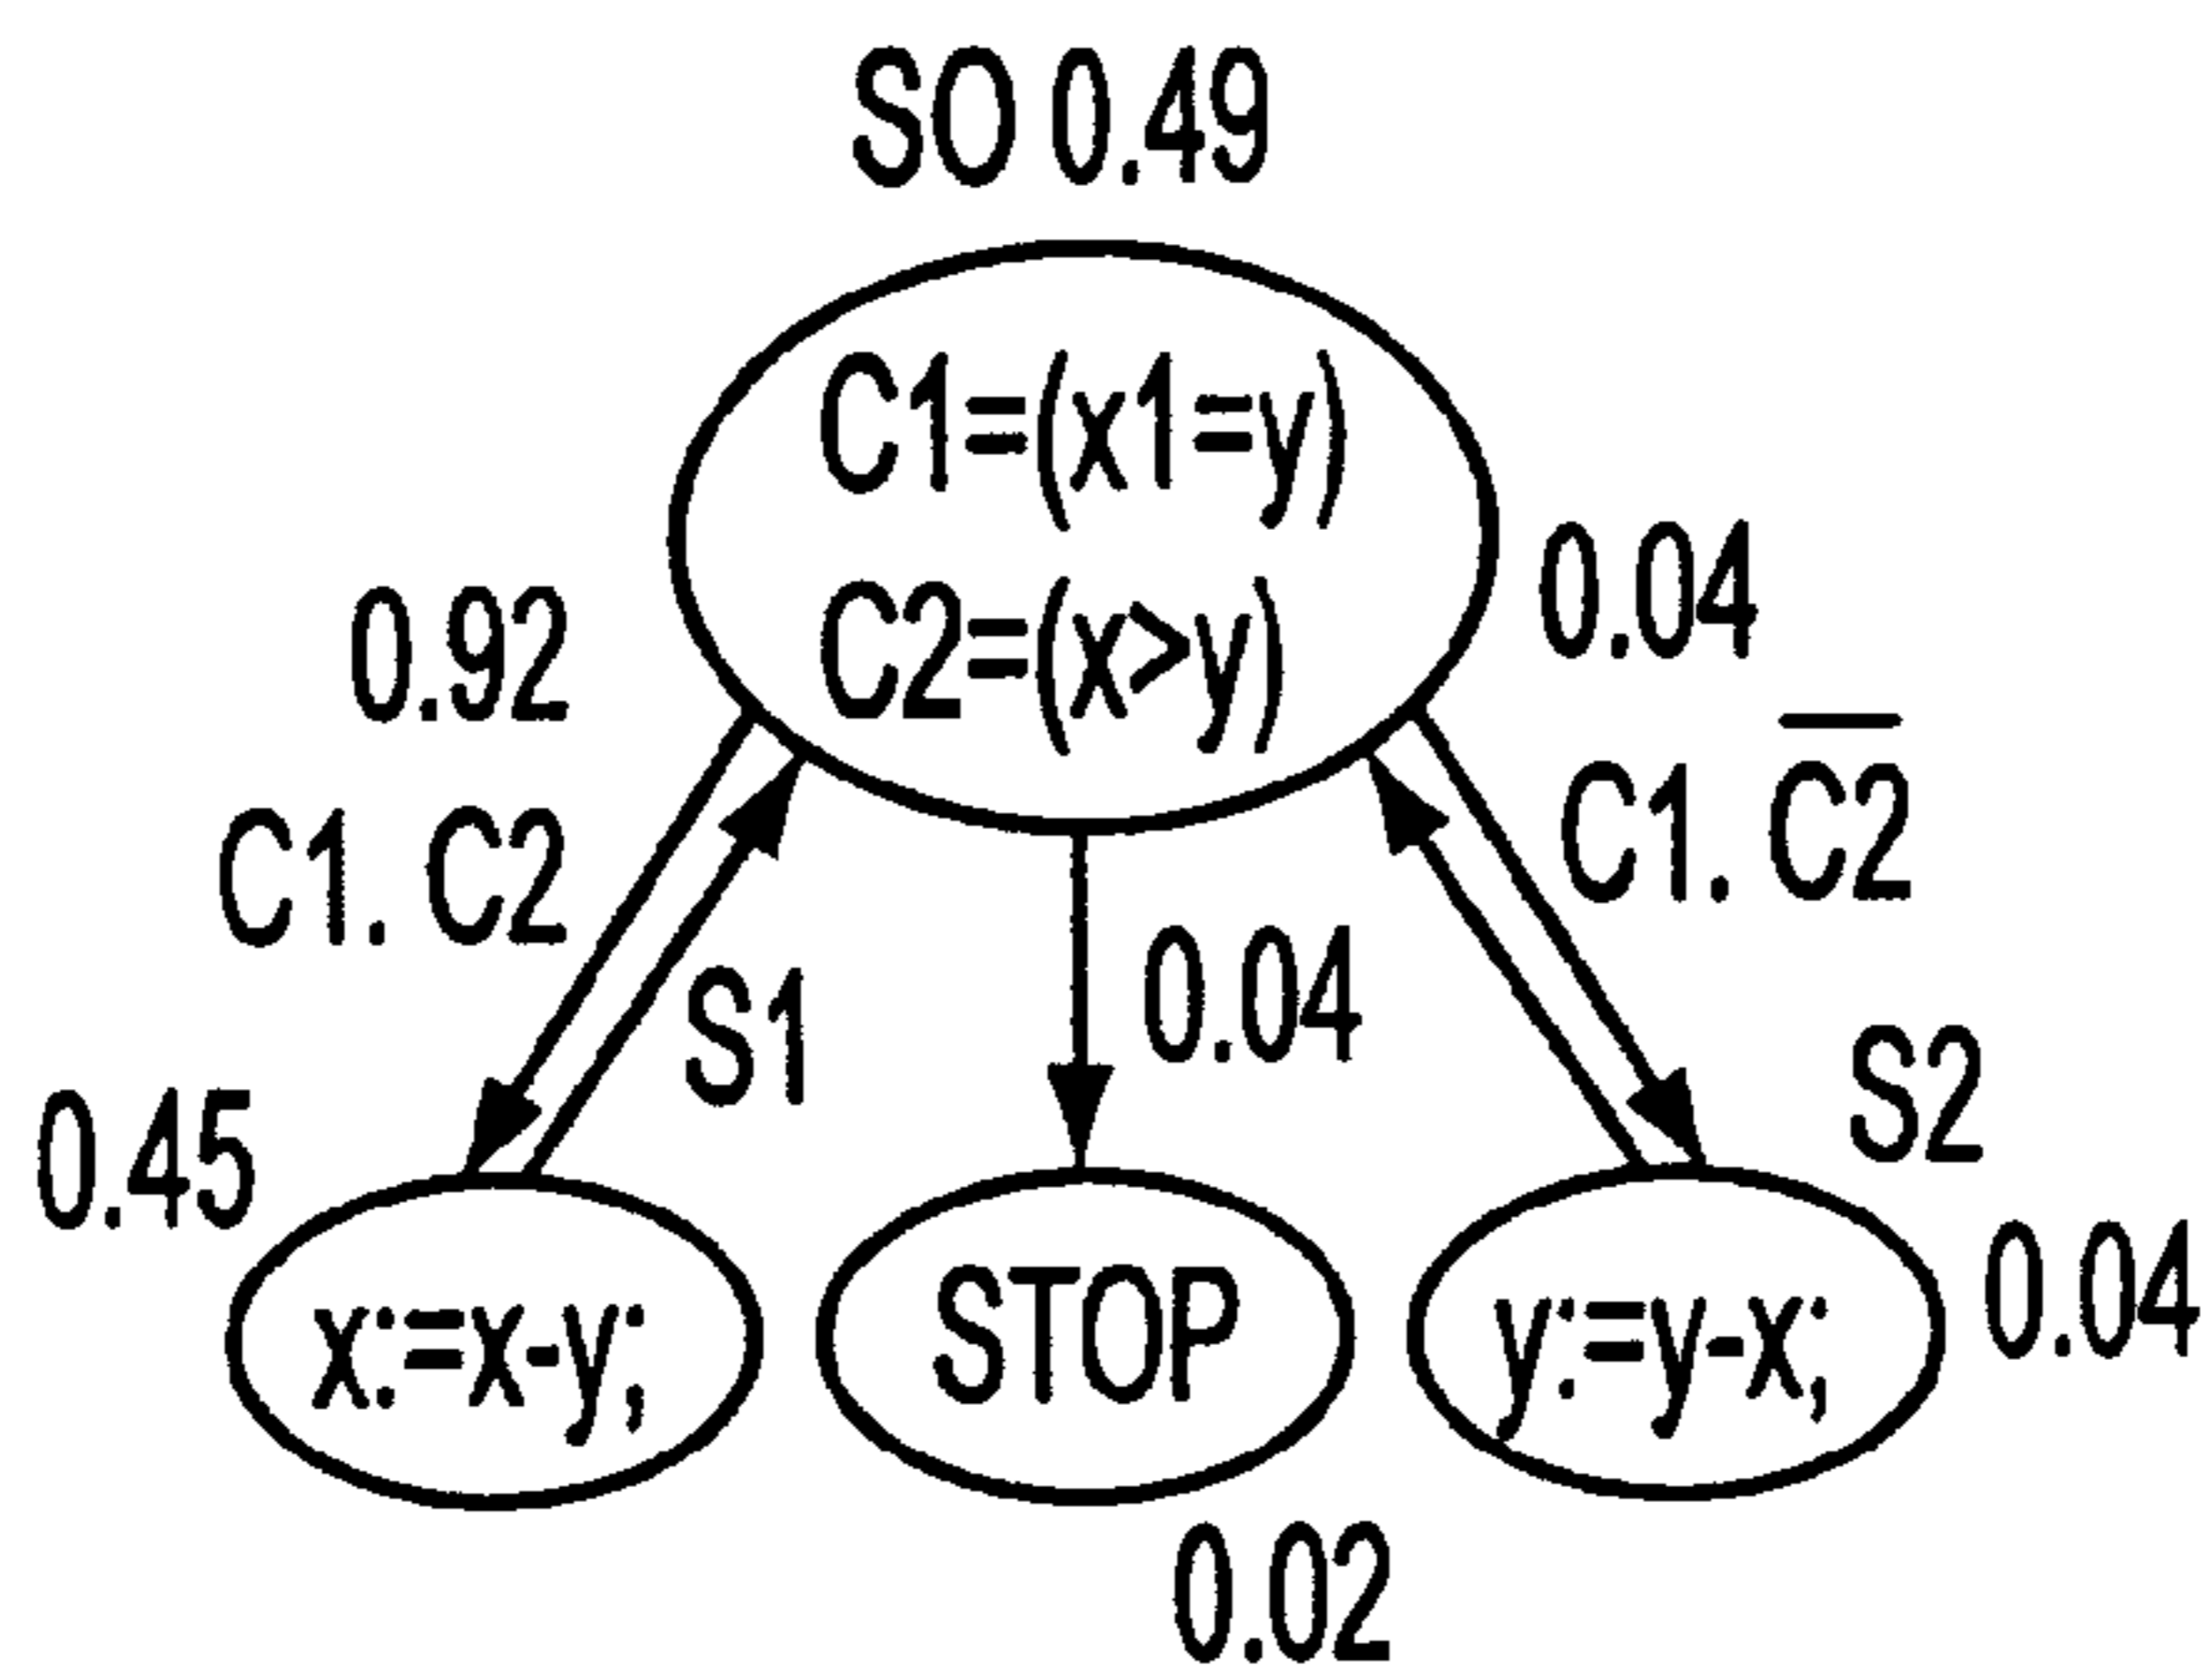 SO 0.49
C1=(x1=y)
C2=(x>y)
0.92
0.04
C1. C2
C1. C̅2̅
S1
0.04
S2
0.45
0.04
x:=x-y;
STOP
y:=y-x;
0.02